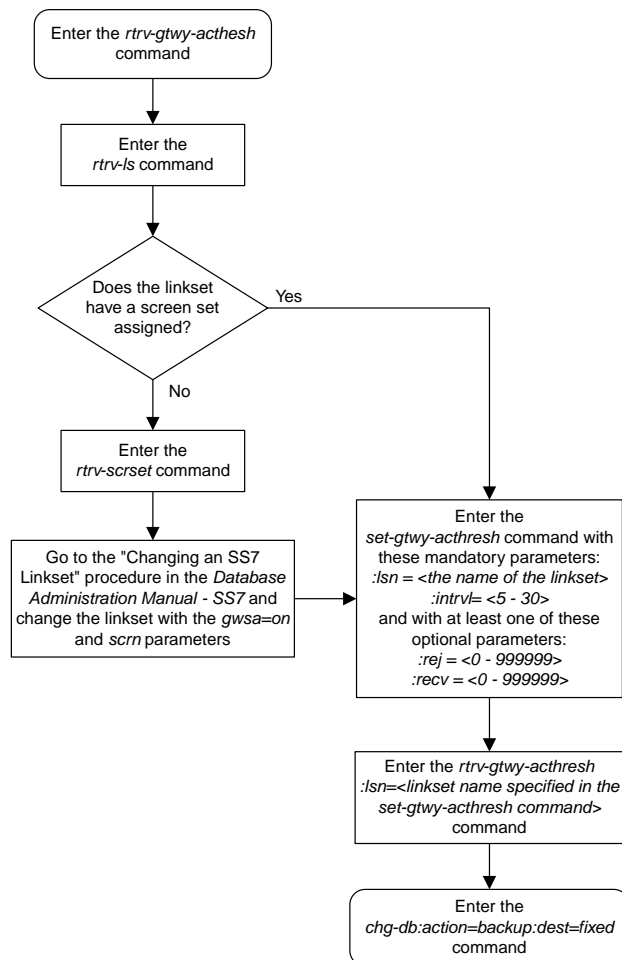 Enter the rtrv-gtwy-acthesh
command
Enter the
rtrv-ls command
Does the linkset
have a screen set
assigned?
Yes
No
Enter the
rtrv-scrset command
Go to the "Changing an SS7
Linkset" procedure in the Database
Administration Manual - SS7 and
change the linkset with the gwsa=on
and scrn parameters
Enter the
set-gtwy-acthresh command with
these mandatory parameters:
:lsn = <the name of the linkset>
:intrvl= <5 - 30>
and with at least one of these
optional parameters:
:rej = <0 - 999999>
:recv = <0 - 999999>
Enter the rtrv-gtwy-acthresh
:lsn=<linkset name specified in the
set-gtwy-acthresh command>
command
Enter the
chg-db:action=backup:dest=fixed
command